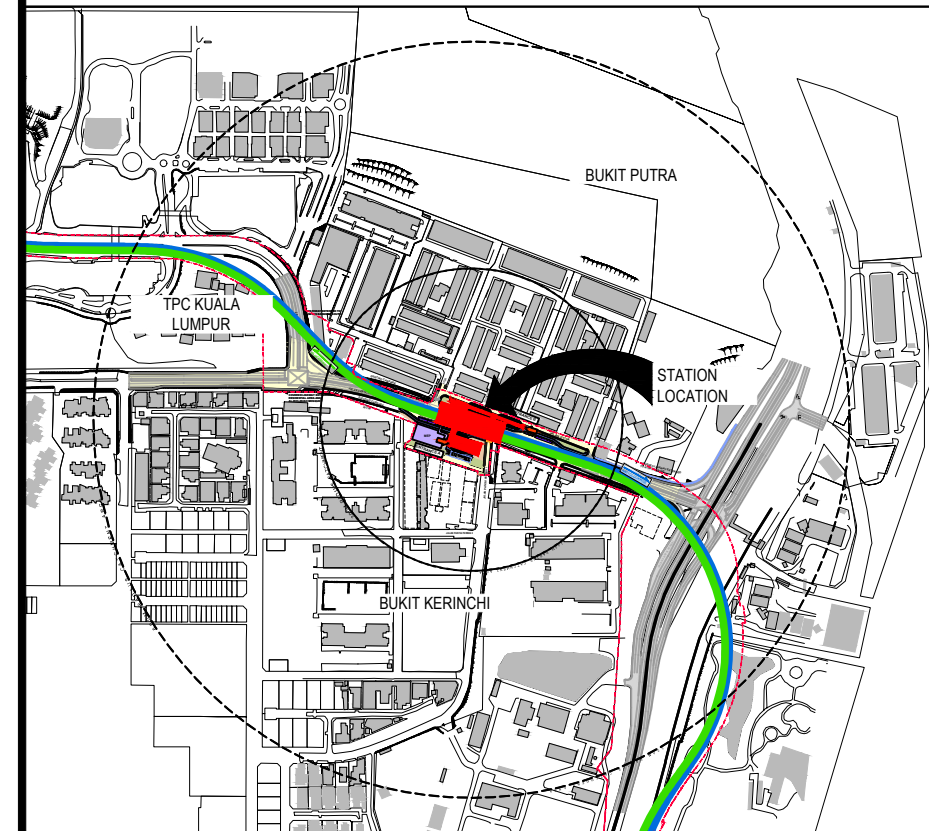 BUKIT PUTRA
TPC KUALA
LUMPUR
STATION
LOCATION
BUKIT KERINCHI